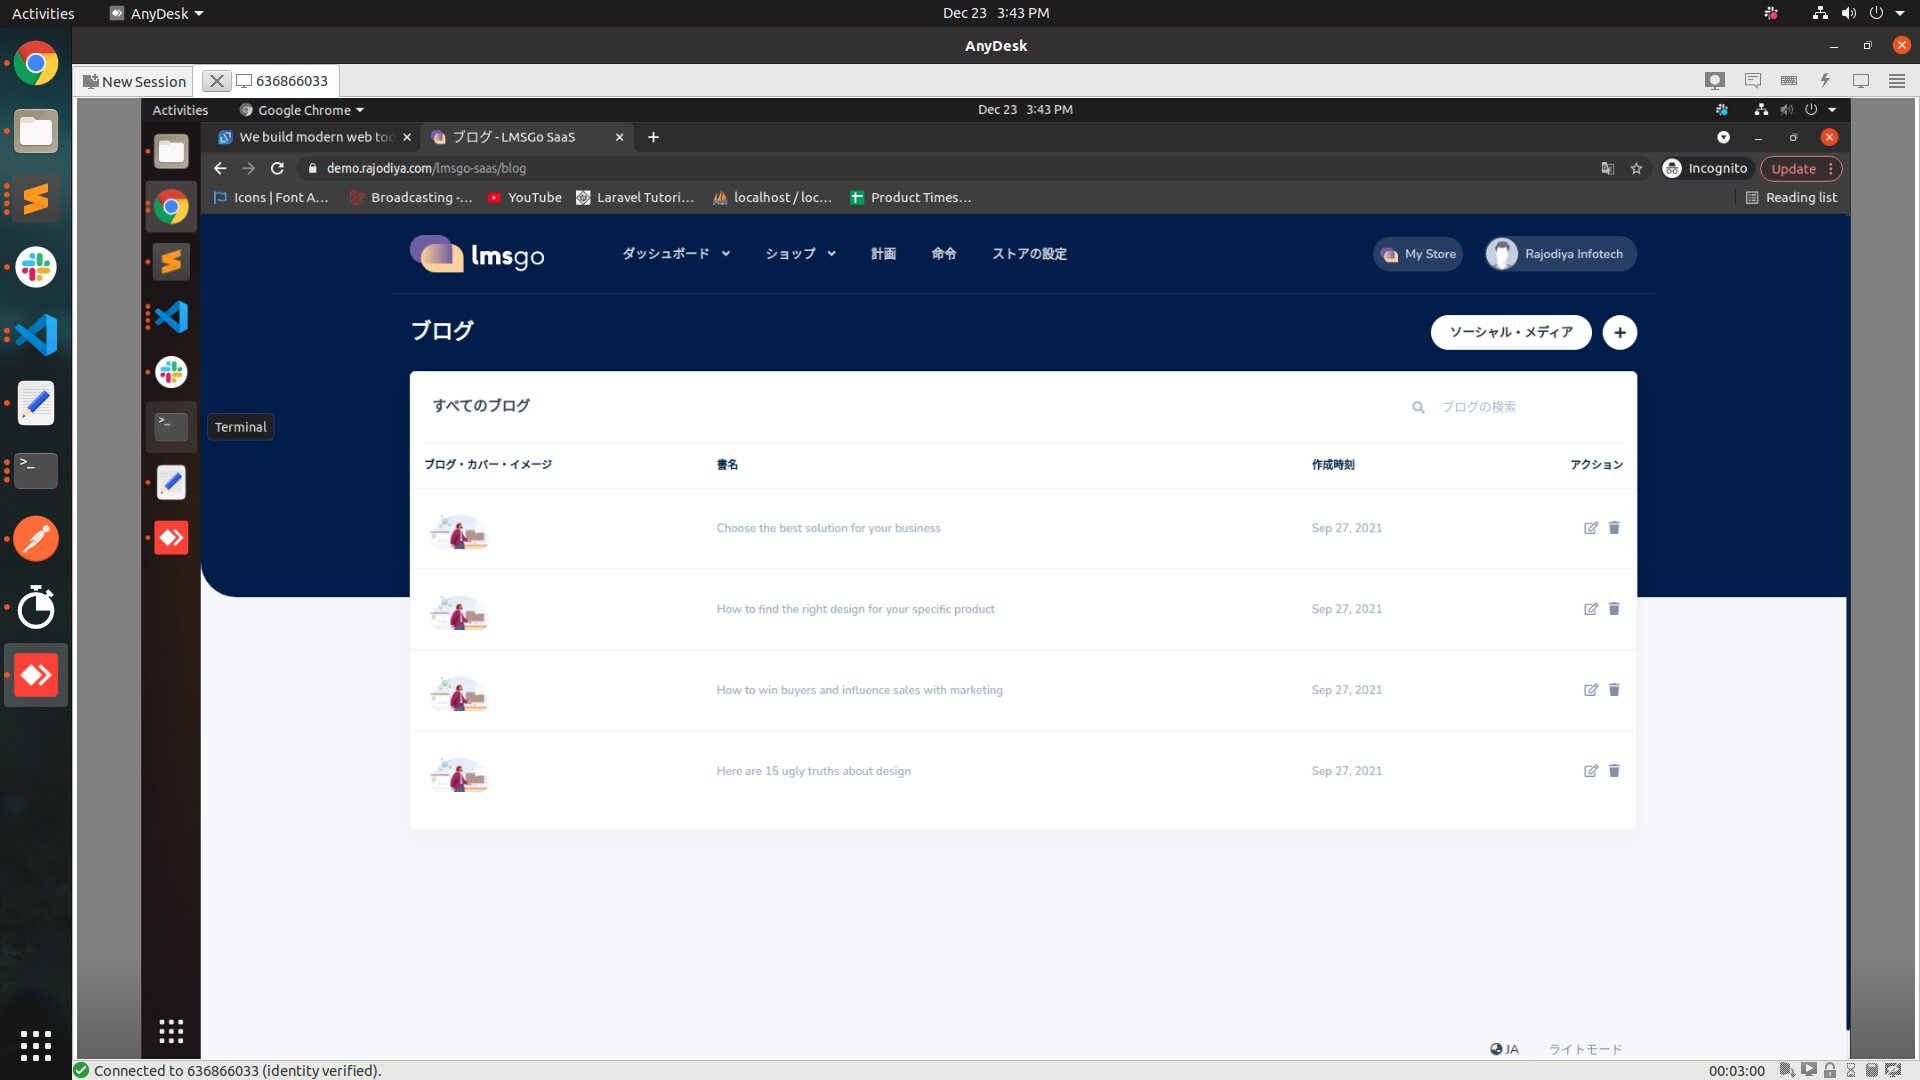 Activities AnyDesk Dec 23 3:43 PM
AnyDesk
New Session 636866033
Activities Google Chrome Dec 23 3:43 PM
We build modern web too ブログ - LMSGo SaaS
demo.rajodiya.com/lmsgo-saas/blog Incognito Update
Icons | Font A... Broadcasting -... YouTube Laravel Tutori... localhost / loc... Product Times... Reading list
lmsgo ダッシュボード ショップ 計画 命令 ストアの設定 My Store Rajodiya Infotech
ブログ ソーシャル・メディア
すべてのブログ ブログの検索
Terminal
ブログ・カバー・イメージ 書名 作成時刻 アクション
Choose the best solution for your business Sep 27, 2021
How to find the right design for your specific product Sep 27, 2021
How to win buyers and influence sales with marketing Sep 27, 2021
Here are 15 ugly truths about design Sep 27, 2021
JA ライトモード
Connected to 636866033 (identity verified). 00:03:00